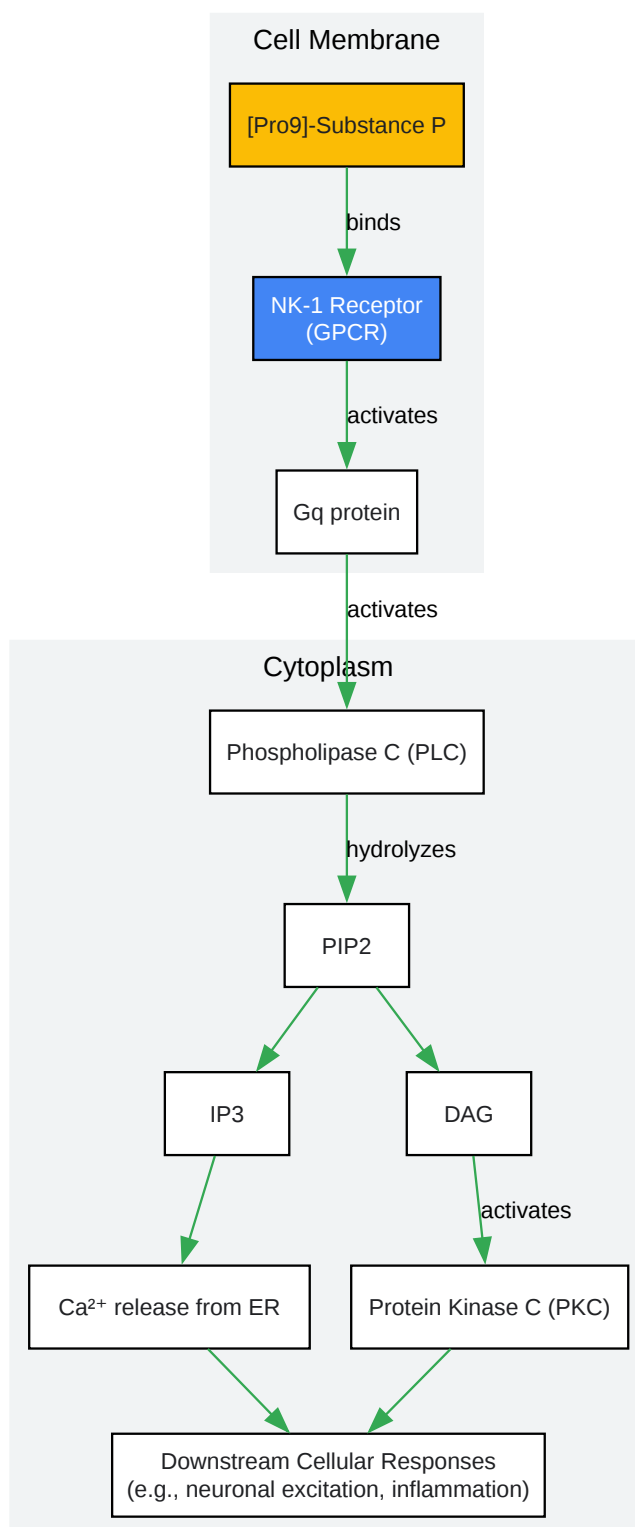 Cell Membrane
[Pro9]-Substance P
binds
NK-1 Receptor
(GPCR)
activates
Gq protein
activates
Cytoplasm
Phospholipase C (PLC)
hydrolyzes
PIP2
IP3
DAG
activates
Ca²⁺ release from ER
Protein Kinase C (PKC)
Downstream Cellular Responses
(e.g., neuronal excitation, inflammation)